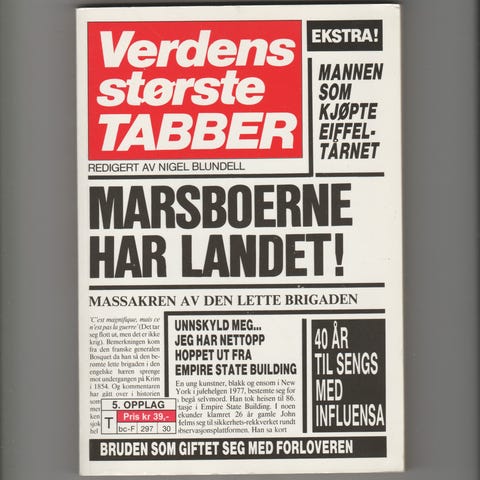 Verdens
største
TABBER
REDIGERT AV NIGEL BLUNDELL
EKSTRA!
MANNEN
SOM
KJØPTE
EIFFEL-
TÅRNET
MARSBOERNE
HAR LANDET!
MASSAKREN AV DEN LETTE BRIGADEN
'C'est magnifique, mais ce
n'est pas la guerre' (Det tar
seg flott ut, men det er ikke
krig). Bemerkningen kom
fra den franske generalen
Bosquet da han så den be-
rømte lette brigaden i den
engelske hæren sprenge
mot undergangen på Krim
i 1854. Og kommentaren
har gått over i historien
5. OPPLAG
T
Pris kr 39,-
bc-F 297 30
UNNSKYLD MEG...
JEG HAR NETTOPP
HOPPET UT FRA
EMPIRE STATE BUILDING
En ung kunstner, blakk og ensom i New
York i julehelgen 1977, bestemte seg for
å begå selvmord. Han tok heisen til 86.
etasje i Empire State Building. I noen
sekunder klamret 26 år gamle John
Helms seg til sikkerhets-rekkverket rundt
observasjonsplattformen. Han sa kort
40 ÅR
TIL SENGS
MED
INFLUENSA
BRUDEN SOM GIFTET SEG MED FORLOVEREN